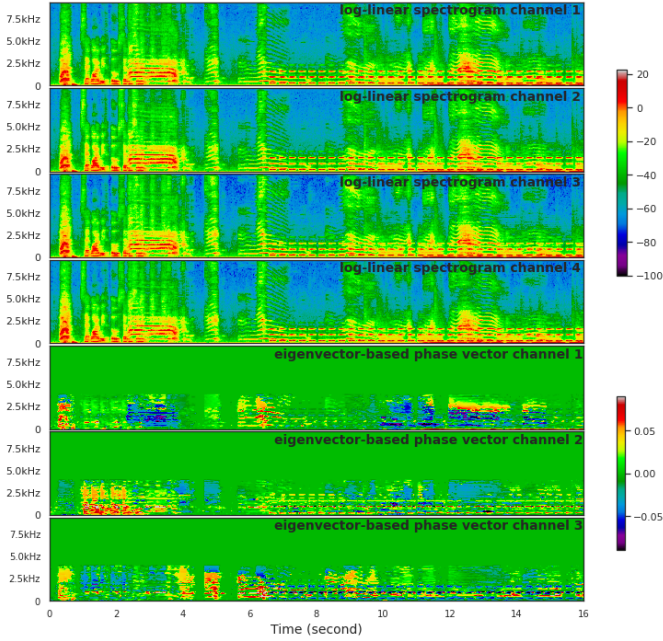 log-linear spectrogram channel 1
7.5kHz
5.0kHz
2.5kHz
0
log-linear spectrogram channel 2
7.5kHz
5.0kHz
2.5kHz
0
log-linear spectrogram channel 3
7.5kHz
5.0kHz
2.5kHz
0
log-linear spectrogram channel 4
7.5kHz
5.0kHz
2.5kHz
0
20
0
−20
−40
−60
−80
−100
eigenvector-based phase vector channel 1
7.5kHz
5.0kHz
2.5kHz
0
eigenvector-based phase vector channel 2
7.5kHz
5.0kHz
2.5kHz
0
eigenvector-based phase vector channel 3
7.5kHz
5.0kHz
2.5kHz
0
0.05
0.00
−0.05
0 2 4 6 8 10 12 14 16
Time (second)